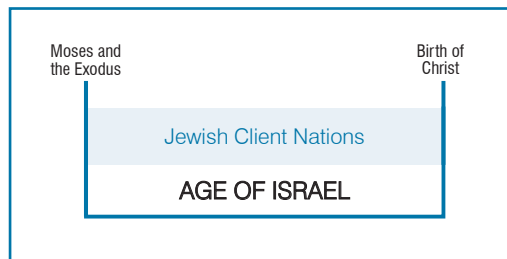 Moses and
the Exodus
Birth of
Christ
Jewish Client Nations
AGE OF ISRAEL